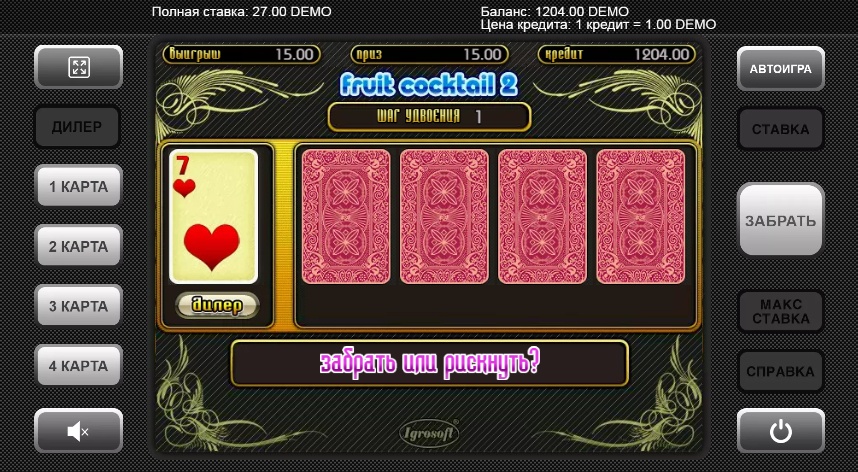 Полная ставка: 27.00 DEMO
Баланс: 1204.00 DEMO
Цена кредита: 1 кредит = 1.00 DEMO
выигрыш 15.00
приз 15.00
кредит 1204.00
fruit cocktail 2
шаг удвоения 1
АВТОИГРА
ДИЛЕР
СТАВКА
7
1 КАРТА
ЗАБРАТЬ
2 КАРТА
3 КАРТА
дилер
МАКС
СТАВКА
4 КАРТА
забрать или рискнуть?
СПРАВКА
Igrosoft